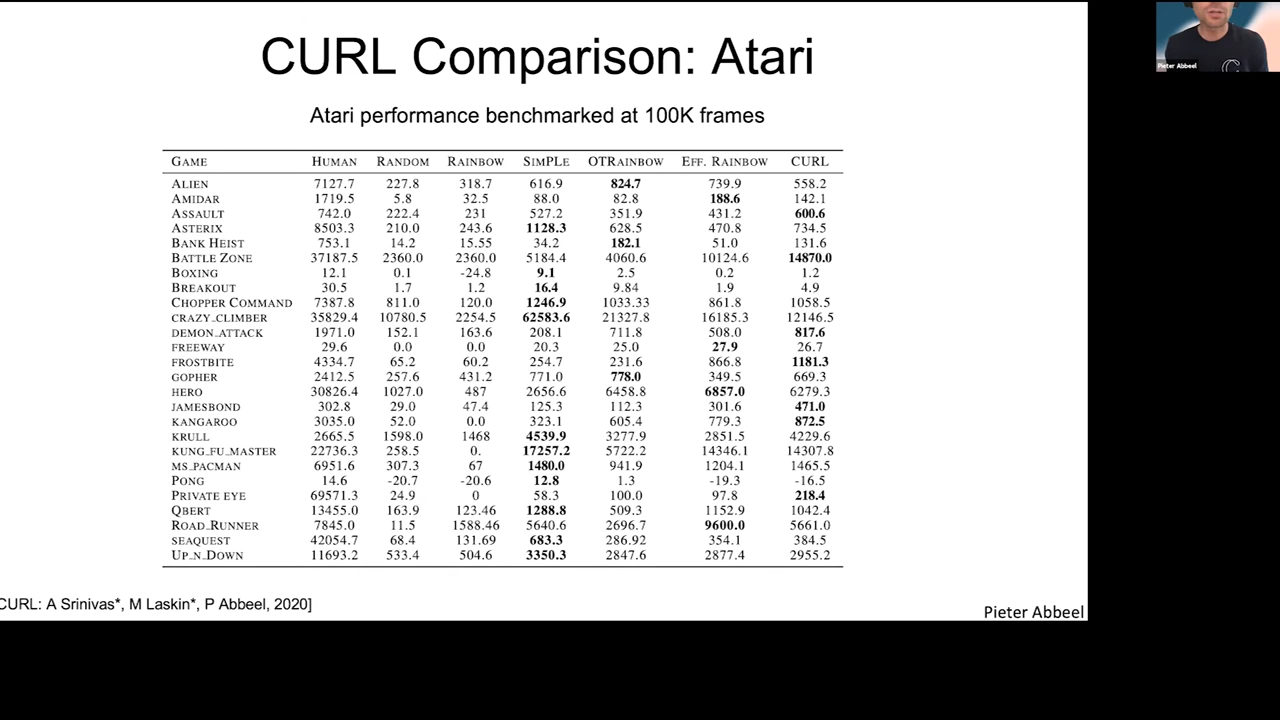 CURL Comparison: Atari
Atari performance benchmarked at 100K frames
GAME HUMAN RANDOM RAINBOW SIMPLE OTRAINBOW EFF. RAINBOW CURL
ALIEN 7127.7 227.8 318.7 616.9 824.7 739.9 558.2
AMIDAR 1719.5 5.8 32.5 88.0 82.8 188.6 142.1
ASSAULT 742.0 222.4 231 527.2 351.9 431.2 600.6
ASTERIX 8503.3 210.0 243.6 1128.3 628.5 470.8 734.5
BANK HEIST 753.1 14.2 15.55 34.2 182.1 51.0 131.6
BATTLE ZONE 37187.5 2360.0 2360.0 5184.4 4060.6 10124.6 14870.0
BOXING 12.1 0.1 -24.8 9.1 2.5 0.2 1.2
BREAKOUT 30.5 1.7 1.2 16.4 9.84 1.9 4.9
CHOPPER COMMAND 7387.8 811.0 120.0 1246.9 1033.33 861.8 1058.5
CRAZY_CLIMBER 35829.4 10780.5 2254.5 62583.6 21327.8 16185.3 12146.5
DEMON_ATTACK 1971.0 152.1 163.6 208.1 711.8 508.0 817.6
FREEWAY 29.6 0.0 0.0 20.3 25.0 27.9 26.7
FROSTBITE 4334.7 65.2 60.2 254.7 231.6 866.8 1181.3
GOPHER 2412.5 257.6 431.2 771.0 778.0 349.5 669.3
HERO 30826.4 1027.0 487 2656.6 6458.8 6857.0 6279.3
JAMESBOND 302.8 29.0 47.4 125.3 112.3 301.6 471.0
KANGAROO 3035.0 52.0 0.0 323.1 605.4 779.3 872.5
KRULL 2665.5 1598.0 1468 4539.9 3277.9 2851.5 4229.6
KUNG_FU_MASTER 22736.3 258.5 0. 17257.2 5722.2 14346.1 14307.8
MS_PACMAN 6951.6 307.3 67 1480.0 941.9 1204.1 1465.5
PONG 14.6 -20.7 -20.6 12.8 1.3 -19.3 -16.5
PRIVATE EYE 69571.3 24.9 0 58.3 100.0 97.8 218.4
QBERT 13455.0 163.9 123.46 1288.8 509.3 1152.9 1042.4
ROAD_RUNNER 7845.0 11.5 1588.46 5640.6 2696.7 9600.0 5661.0
SEAQUEST 42054.7 68.4 131.69 683.3 286.92 354.1 384.5
UP_N_DOWN 11693.2 533.4 504.6 3350.3 2847.6 2877.4 2955.2
CURL: A Srinivas*, M Laskin*, P Abbeel, 2020]
Pieter Abbeel
Pieter Abbeel